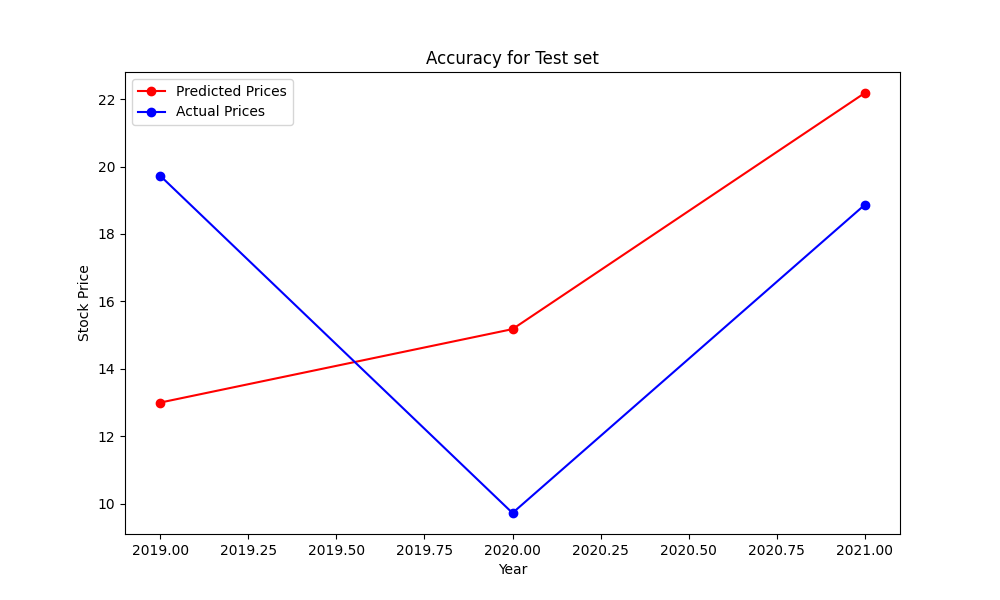 Accuracy for Test set
Predicted Prices
Actual Prices
22
20
18
16
14
12
10
Stock Price
2019.00 2019.25 2019.50 2019.75 2020.00 2020.25 2020.50 2020.75 2021.00
Year